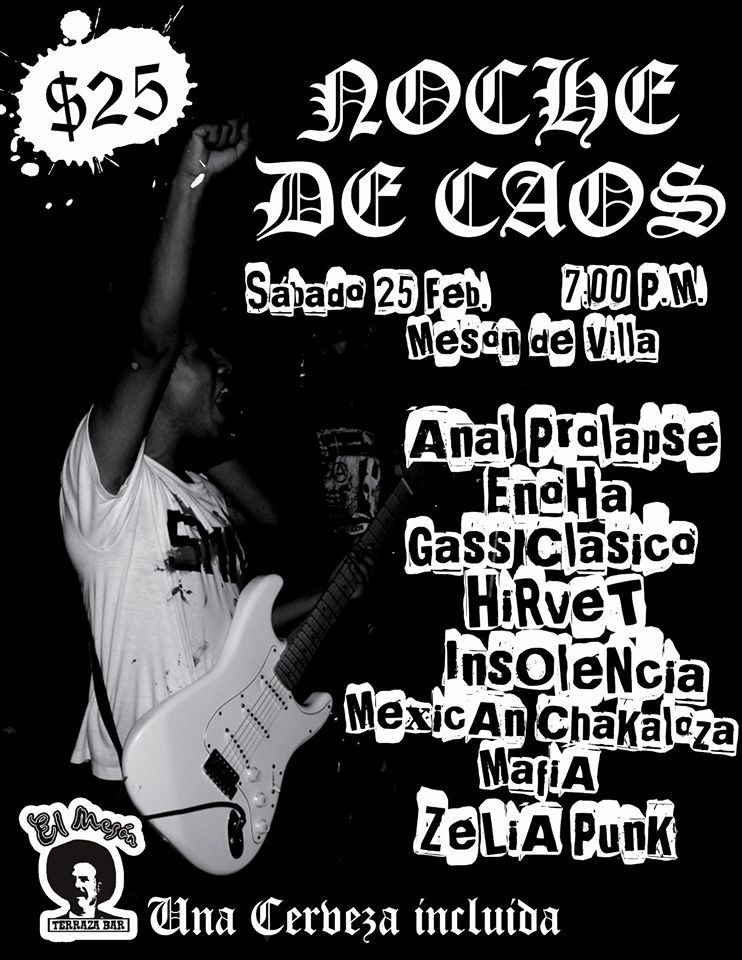 $25
NOCHE
DE CAOS
Sábado 25 Feb. 7:00 P.M.
Mesón de Villa
Anal Prolapse
EnoHa
GassiClasico
HiRveT
InsOleNcia
MexicAn ChaKaloza
MafiA
ZeLiA Punk
El Mesón
TERRAZA BAR
Una Cerveza incluida